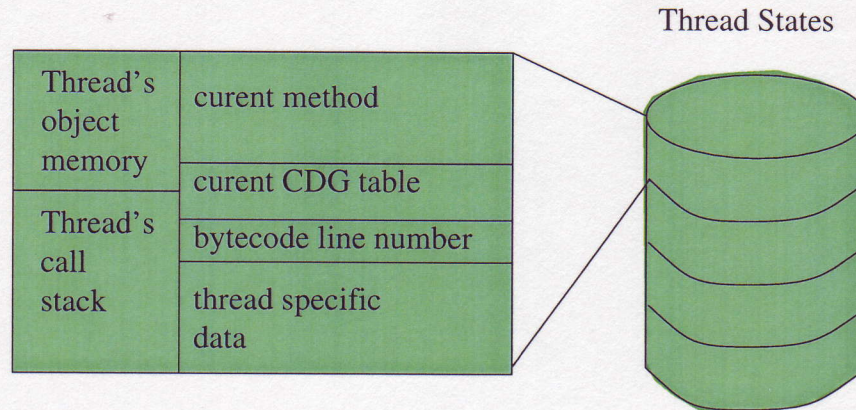 Thread States
Thread's
object
memory
Thread's
call
stack
curent method
curent CDG table
bytecode line number
thread specific
data